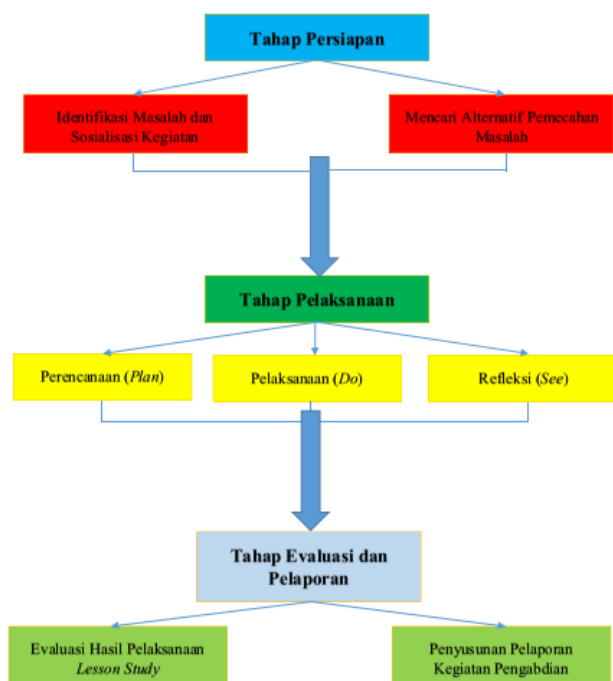 Tahap Persiapan
Identifikasi Masalah dan
Sosialisasi Kegiatan
Mencari Alternatif Pemecahan
Masalah
Tahap Pelaksanaan
Perencanaan (Plan)
Pelaksanaan (Do)
Refleksi (See)
Tahap Evaluasi dan
Pelaporan
Evaluasi Hasil Pelaksanaan
Lesson Study
Penyusunan Pelaporan
Kegiatan Pengabdian